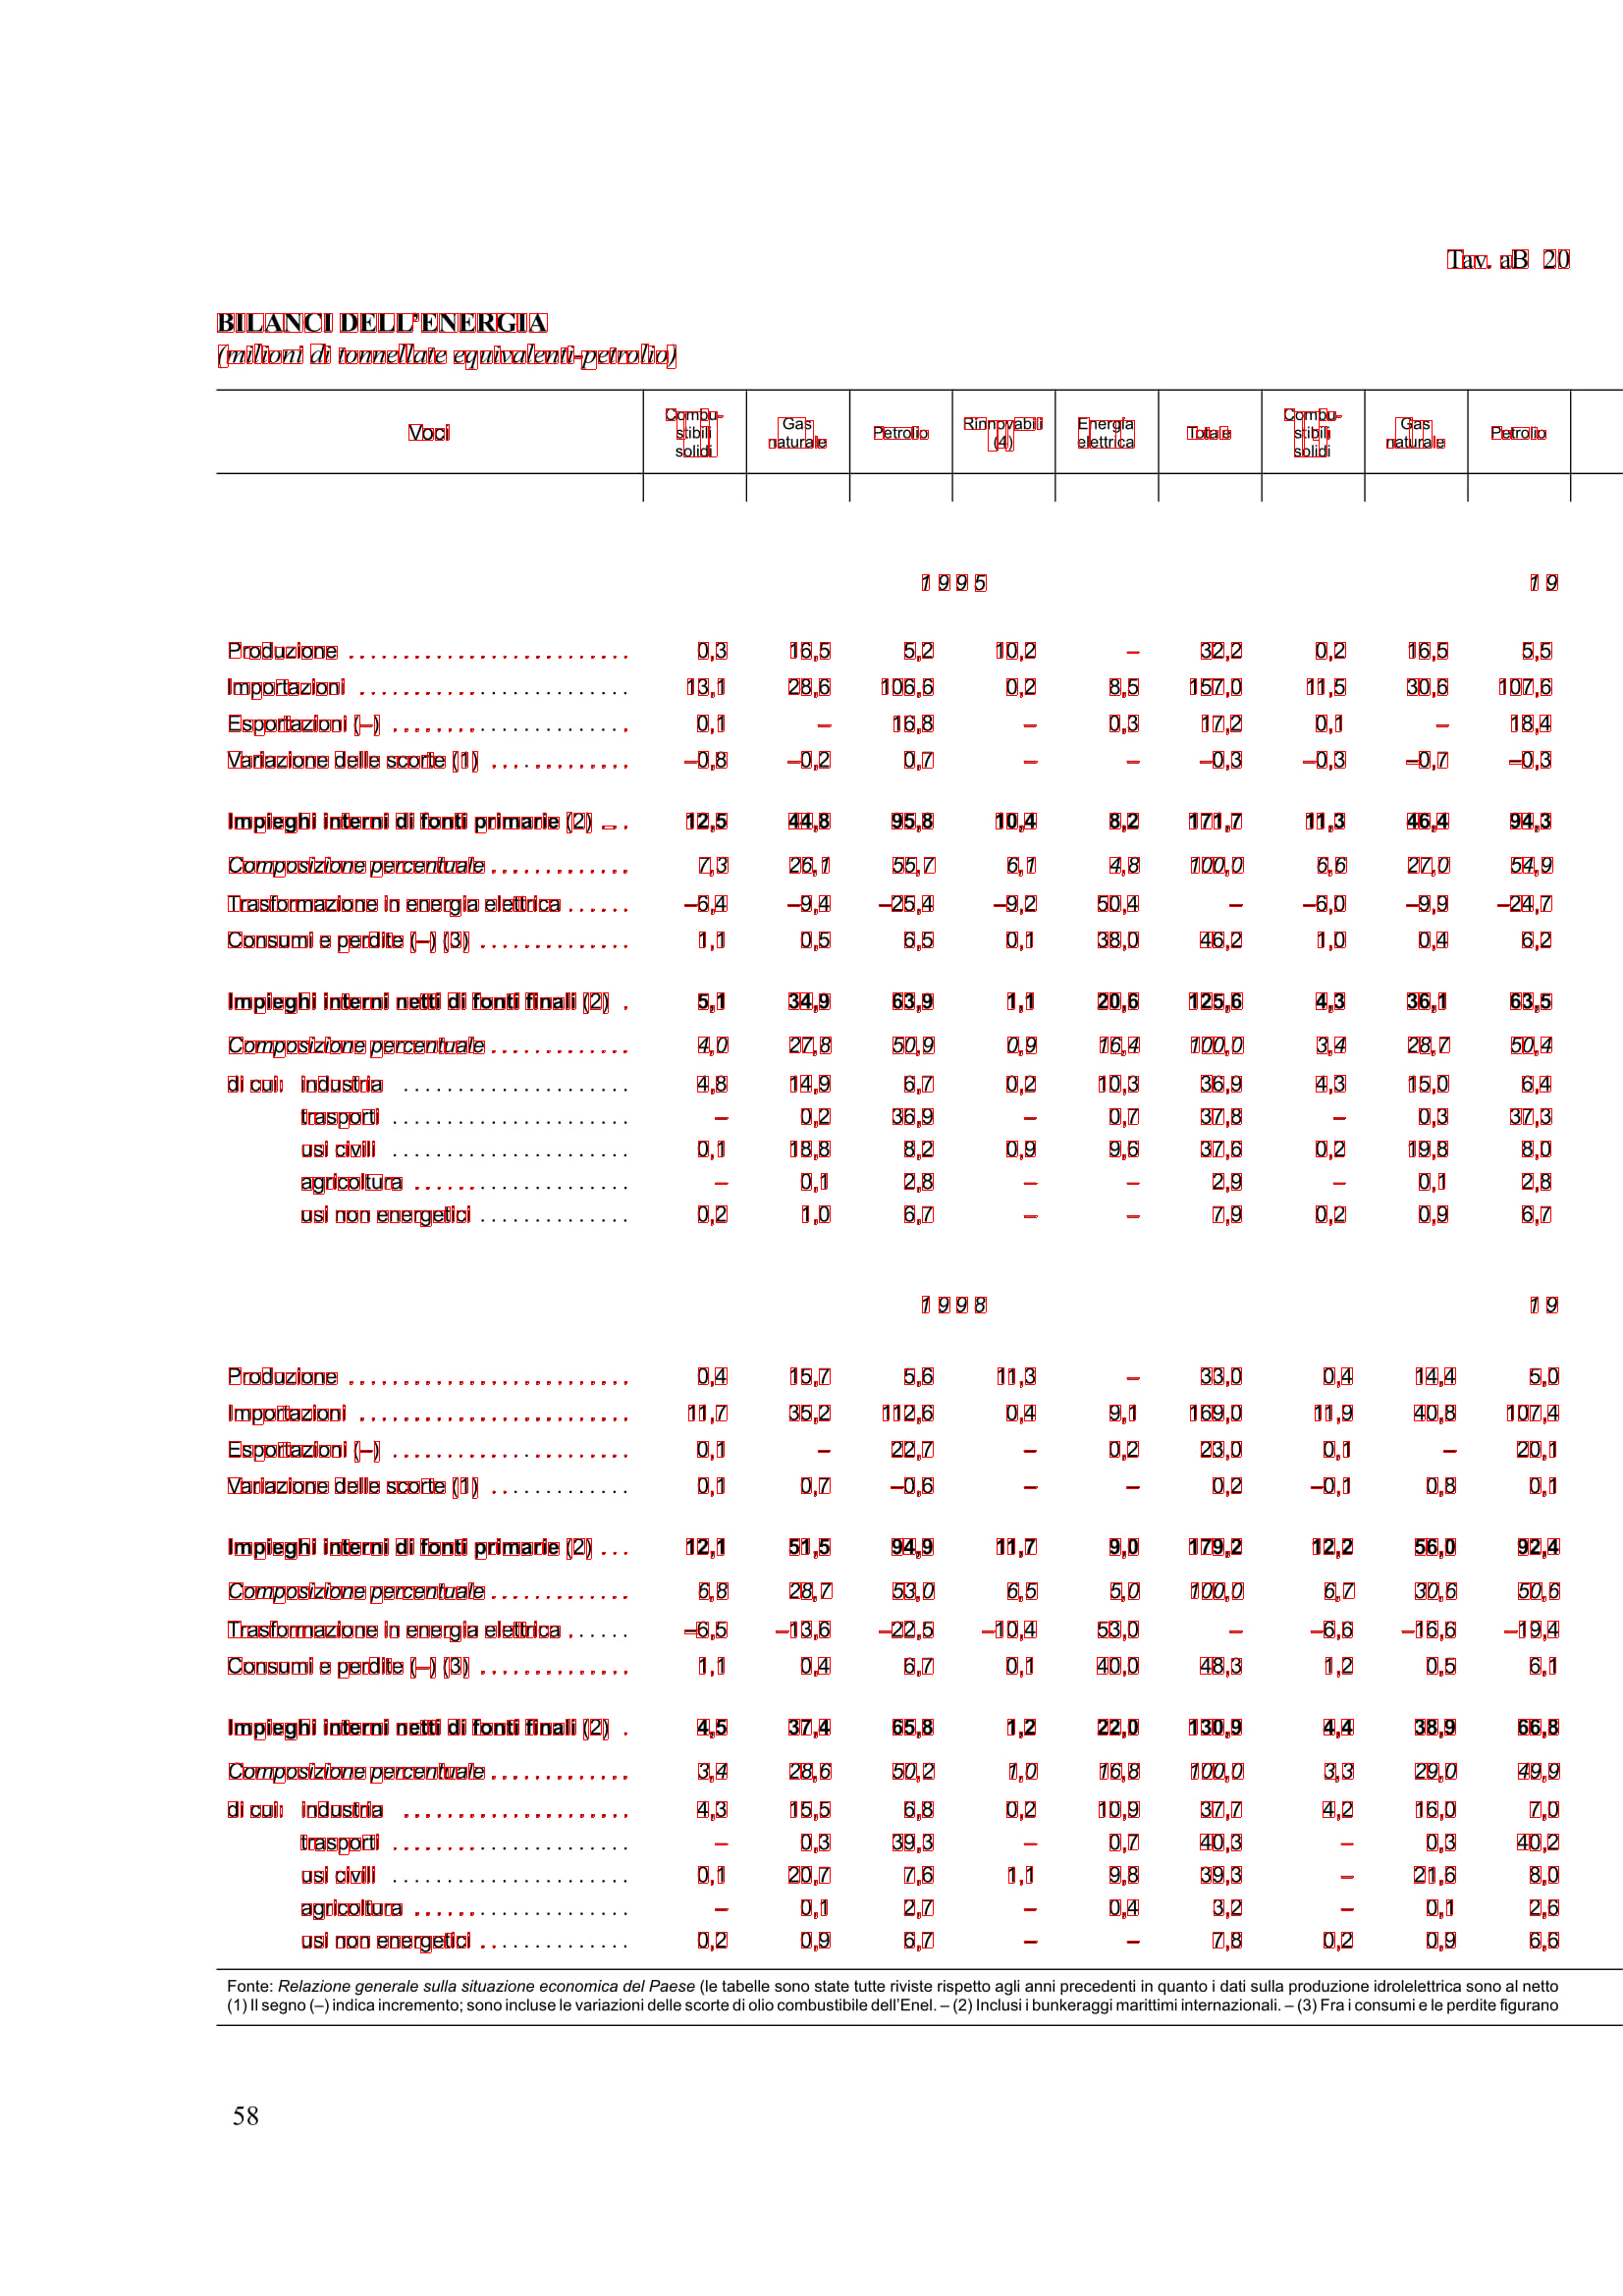 Tav. aB 20
BILANCI DELL'ENERGIA
(milioni di tonnellate equivalenti-petrolio)
Voci Combu-stibili solidi Gas naturale Petrolio Rinnovabili (4) Energia elettrica Totale Combu-stibili solidi Gas naturale Petrolio
1 9 9 5 1 9
Produzione . . . . . . . . . . . . . . . . . . . . . . . . . . 0,3 16,5 5,2 10,2 – 32,2 0,2 16,5 5,5
Importazioni . . . . . . . . . . . . . . . . . . . . . . . . . 13,1 28,6 106,6 0,2 8,5 157,0 11,5 30,6 107,6
Esportazioni (–) . . . . . . . . . . . . . . . . . . . . . . 0,1 – 16,8 – 0,3 17,2 0,1 – 18,4
Variazione delle scorte (1) . . . . . . . . . . . . . –0,8 –0,2 0,7 – – –0,3 –0,3 –0,7 –0,3
Impieghi interni di fonti primarie (2) . . . 12,5 44,8 95,8 10,4 8,2 171,7 11,3 46,4 94,3
Composizione percentuale . . . . . . . . . . . . . 7,3 26,1 55,7 6,1 4,8 100,0 6,6 27,0 54,9
Trasformazione in energia elettrica . . . . . . –6,4 –9,4 –25,4 –9,2 50,4 – –6,0 –9,9 –24,7
Consumi e perdite (–) (3) . . . . . . . . . . . . . . 1,1 0,5 6,5 0,1 38,0 46,2 1,0 0,4 6,2
Impieghi interni netti di fonti finali (2) . 5,1 34,9 63,9 1,1 20,6 125,6 4,3 36,1 63,5
Composizione percentuale . . . . . . . . . . . . . 4,0 27,8 50,9 0,9 16,4 100,0 3,4 28,7 50,4
di cui: industria . . . . . . . . . . . . . . . . . . . . . 4,8 14,9 6,7 0,2 10,3 36,9 4,3 15,0 6,4
trasporti . . . . . . . . . . . . . . . . . . . . . . – 0,2 36,9 – 0,7 37,8 – 0,3 37,3
usi civili . . . . . . . . . . . . . . . . . . . . . . 0,1 18,8 8,2 0,9 9,6 37,6 0,2 19,8 8,0
agricoltura . . . . . . . . . . . . . . . . . . . . – 0,1 2,8 – – 2,9 – 0,1 2,8
usi non energetici . . . . . . . . . . . . . . 0,2 1,0 6,7 – – 7,9 0,2 0,9 6,7
1 9 9 8 1 9
Produzione . . . . . . . . . . . . . . . . . . . . . . . . . . 0,4 15,7 5,6 11,3 – 33,0 0,4 14,4 5,0
Importazioni . . . . . . . . . . . . . . . . . . . . . . . . . 11,7 35,2 112,6 0,4 9,1 169,0 11,9 40,8 107,4
Esportazioni (–) . . . . . . . . . . . . . . . . . . . . . . 0,1 – 22,7 – 0,2 23,0 0,1 – 20,1
Variazione delle scorte (1) . . . . . . . . . . . . . 0,1 0,7 –0,6 – – 0,2 –0,1 0,8 0,1
Impieghi interni di fonti primarie (2) . . . 12,1 51,5 94,9 11,7 9,0 179,2 12,2 56,0 92,4
Composizione percentuale . . . . . . . . . . . . . 6,8 28,7 53,0 6,5 5,0 100,0 6,7 30,6 50,6
Trasformazione in energia elettrica . . . . . . –6,5 –13,6 –22,5 –10,4 53,0 – –6,6 –16,6 –19,4
Consumi e perdite (–) (3) . . . . . . . . . . . . . . 1,1 0,4 6,7 0,1 40,0 48,3 1,2 0,5 6,1
Impieghi interni netti di fonti finali (2) . 4,5 37,4 65,8 1,2 22,0 130,9 4,4 38,9 66,8
Composizione percentuale . . . . . . . . . . . . . 3,4 28,6 50,2 1,0 16,8 100,0 3,3 29,0 49,9
di cui: industria . . . . . . . . . . . . . . . . . . . . . 4,3 15,5 6,8 0,2 10,9 37,7 4,2 16,0 7,0
trasporti . . . . . . . . . . . . . . . . . . . . . . – 0,3 39,3 – 0,7 40,3 – 0,3 40,2
usi civili . . . . . . . . . . . . . . . . . . . . . . 0,1 20,7 7,6 1,1 9,8 39,3 – 21,6 8,0
agricoltura . . . . . . . . . . . . . . . . . . . . – 0,1 2,7 – 0,4 3,2 – 0,1 2,6
usi non energetici . . . . . . . . . . . . . . 0,2 0,9 6,7 – – 7,8 0,2 0,9 6,6
Fonte: Relazione generale sulla situazione economica del Paese (le tabelle sono state tutte riviste rispetto agli anni precedenti in quanto i dati sulla produzione idrolelettrica sono al netto
(1) Il segno (–) indica incremento; sono incluse le variazioni delle scorte di olio combustibile dell'Enel. – (2) Inclusi i bunkeraggi marittimi internazionali. – (3) Fra i consumi e le perdite figurano
58